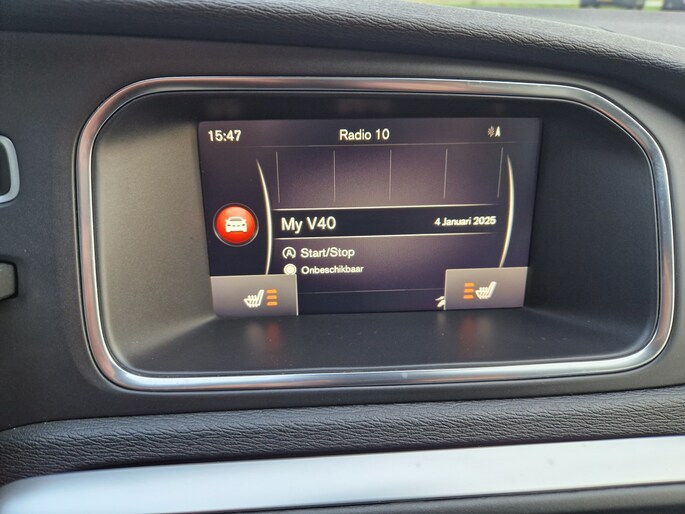 15:47 Radio 10
My V40 4 Januari 2025
A Start/Stop
Onbeschikbaar